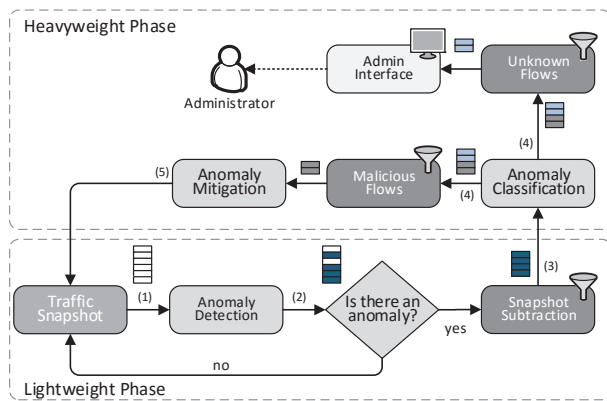 Heavyweight Phase
Admin
Interface
Unknown
Flows
Administrator
(4)
(5)
Anomaly
Mitigation
Malicious
Flows
(4)
Anomaly
Classification
(3)
Traffic
Snapshot
(1)
Anomaly
Detection
(2)
Is there an
anomaly?
yes
Snapshot
Subtraction
no
Lightweight Phase